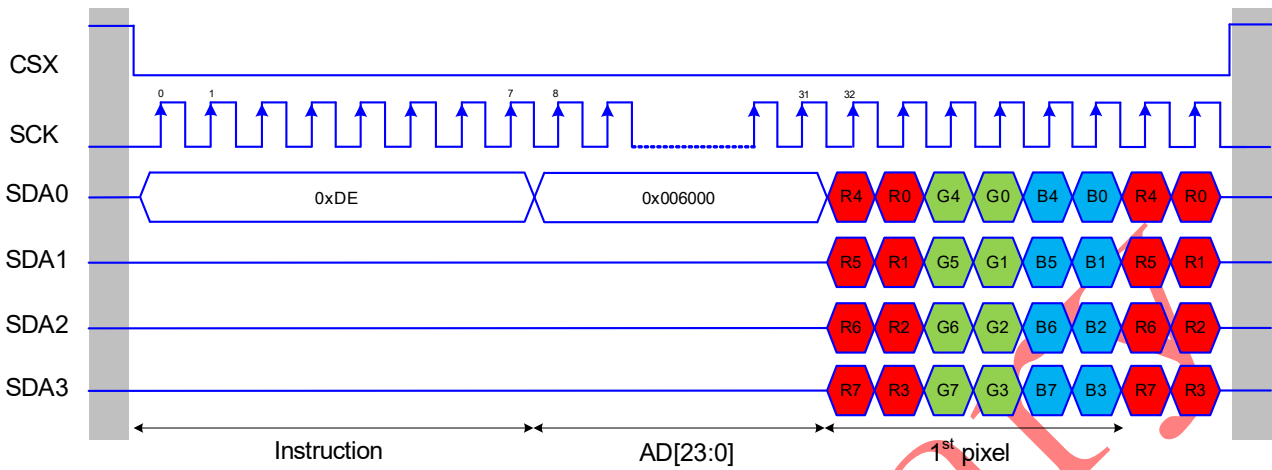 CSX
0 1 7 8 31 32
SCK
SDA0 0xDE 0x006000 R4 R0 G4 G0 B4 B0 R4 R0
SDA1 R5 R1 G5 G1 B5 B1 R5 R1
SDA2 R6 R2 G6 G2 B6 B2 R6 R2
SDA3 R7 R3 G7 G3 B7 B3 R7 R3
Instruction AD[23:0] 1st pixel